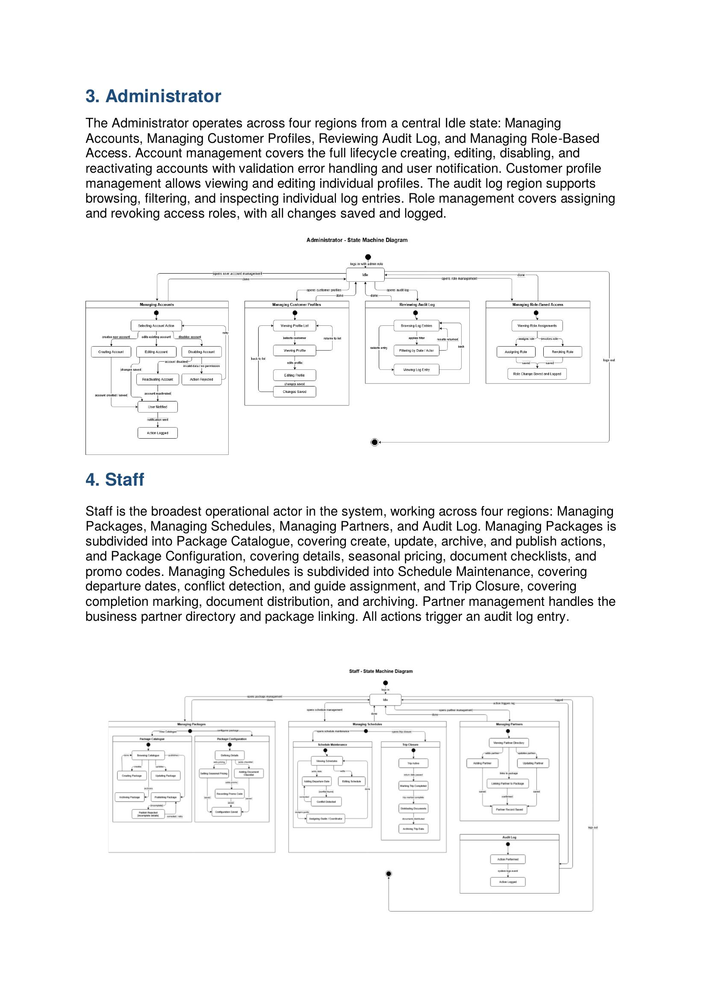 3. Administrator
The Administrator operates across four regions from a central Idle state: Managing
Accounts, Managing Customer Profiles, Reviewing Audit Log, and Managing Role-Based
Access. Account management covers the full lifecycle creating, editing, disabling, and
reactivating accounts with validation error handling and user notification. Customer profile
management allows viewing and editing individual profiles. The audit log region supports
browsing, filtering, and inspecting individual log entries. Role management covers assigning
and revoking access roles, with all changes saved and logged.
Administrator - State Machine Diagram
logs in with admin role
Idle
opens user account management
done
opens role management
done
opens customer profiles
done
opens audit log
done
logs out
Managing Accounts
Selecting Account Action
retry
creates new account
edits existing account
disables account
Creating Account
Editing Account
Disabling Account
account disabled
invalid data / no permission
changes saved
Reactivating Account
Action Rejected
account created / saved
account reactivated
User Notified
notification sent
Action Logged
Managing Customer Profiles
Viewing Profile List
selects customer
returns to list
Viewing Profile
back to list
edits profile
Editing Profile
changes saved
Changes Saved
Reviewing Audit Log
Browsing Log Entries
applies filter
results returned
selects entry
back
Filtering by Date / Actor
Viewing Log Entry
Managing Role-Based Access
Viewing Role Assignments
assigns role
revokes role
Assigning Role
Revoking Role
saved
saved
Role Change Saved and Logged
4. Staff
Staff is the broadest operational actor in the system, working across four regions: Managing
Packages, Managing Schedules, Managing Partners, and Audit Log. Managing Packages is
subdivided into Package Catalogue, covering create, update, archive, and publish actions,
and Package Configuration, covering details, seasonal pricing, document checklists, and
promo codes. Managing Schedules is subdivided into Schedule Maintenance, covering
departure dates, conflict detection, and guide assignment, and Trip Closure, covering
completion marking, document distribution, and archiving. Partner management handles the
business partner directory and package linking. All actions trigger an audit log entry.
Staff - State Machine Diagram
logs in
Idle
opens package management
done
logged
action triggers log
opens schedule management
done
opens partner management
done
logs out
Managing Packages
View Catalogue
configures package
Package Catalogue
Browsing Catalogue
done
publishes
creates
updates
Creating Package
Updating Package
archives
Archiving Package
Publishing Package
[incomplete]
Publish Rejected
[incomplete details]
corrected / retry
Package Configuration
Defining Details
sets pricing
adds checklist
Setting Seasonal Pricing
Adding Document
Checklist
adds promo
Recording Promo Code
saved
saved
saved
Configuration Saved
Managing Schedules
opens schedule maintenance
opens trip closure
Schedule Maintenance
Viewing Schedules
adds date
edits
Adding Departure Date
Editing Schedule
[conflict found]
done
corrected
Conflict Detected
assigns guide
Assigning Guide / Coordinator
Trip Closure
Trip Active
return date passed
Marking Trip Completed
trip marked complete
Distributing Documents
documents distributed
Archiving Trip Data
Managing Partners
Viewing Partner Directory
adds partner
updates partner
Adding Partner
Updating Partner
links to package
Linking Partner to Package
saved
saved
confirmed
Partner Record Saved
Audit Log
Action Performed
system logs event
Action Logged